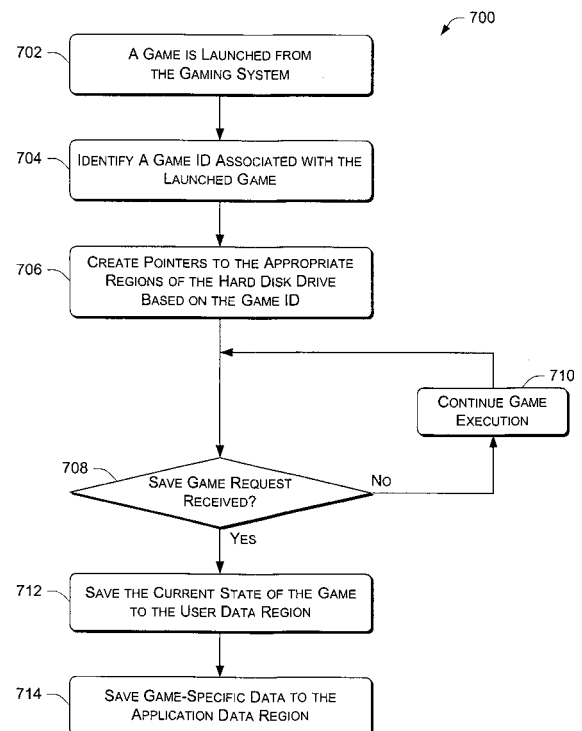 700
702
A GAME IS LAUNCHED FROM
THE GAMING SYSTEM
704
IDENTIFY A GAME ID ASSOCIATED WITH THE
LAUNCHED GAME
706
CREATE POINTERS TO THE APPROPRIATE
REGIONS OF THE HARD DISK DRIVE
BASED ON THE GAME ID
710
CONTINUE GAME
EXECUTION
708
SAVE GAME REQUEST
RECEIVED?
NO
YES
712
SAVE THE CURRENT STATE OF THE GAME
TO THE USER DATA REGION
714
SAVE GAME-SPECIFIC DATA TO THE
APPLICATION DATA REGION